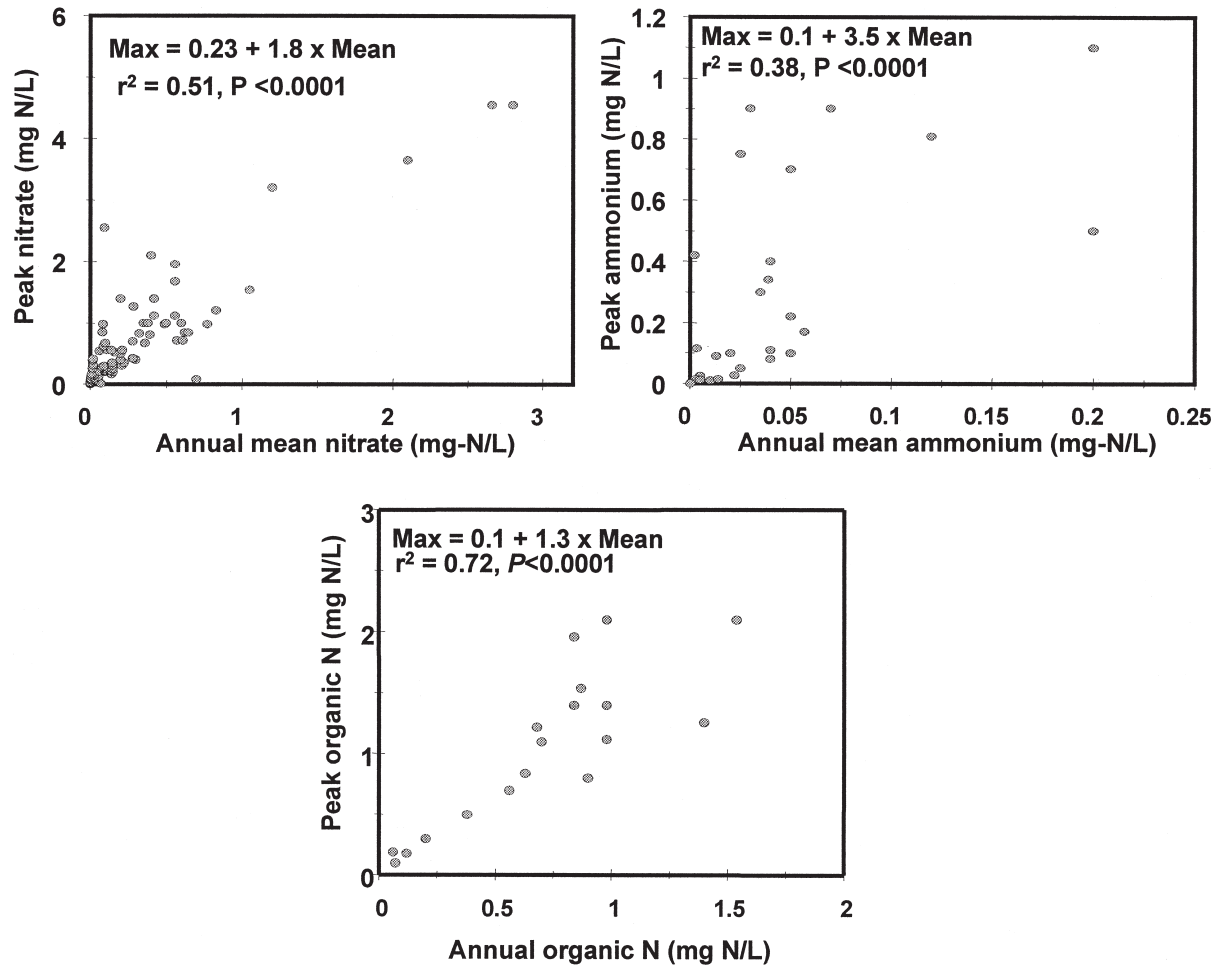 6
Max = 0.23 + 1.8 x Mean
r² = 0.51, P <0.0001
4
2
0
Peak nitrate (mg N/L)
0 1 2 3
Annual mean nitrate (mg-N/L)
1.2
Max = 0.1 + 3.5 x Mean
r² = 0.38, P <0.0001
1
0.8
0.6
0.4
0.2
0
Peak ammonium (mg N/L)
0 0.05 0.1 0.15 0.2 0.25
Annual mean ammonium (mg-N/L)
3
Max = 0.1 + 1.3 x Mean
r² = 0.72, P<0.0001
2
1
0
Peak organic N (mg N/L)
0 0.5 1 1.5 2
Annual organic N (mg N/L)